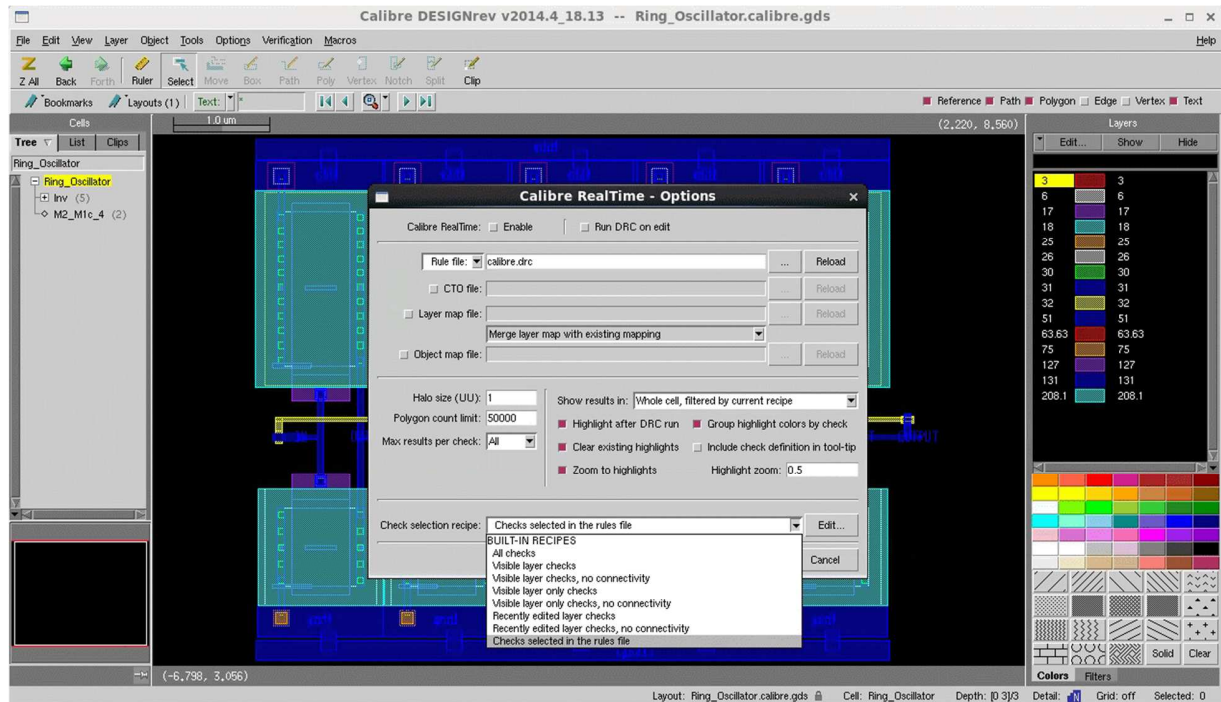 Calibre DESIGNrev v2014.4_18.13 -- Ring_Oscillator.calibre.gds
File Edit View Layer Object Tools Options Verification Macros Help
Z All Back Forth Ruler Select Move Box Path Poly Vertex Notch Split Clip
Bookmarks Layouts (1) Text: * Reference Path Polygon Edge Vertex Text
Cells
Tree List Clips
Ring_Oscillator
Ring_Oscillator
Inv (5)
M2_M1c_4 (2)
1.0 um
(2.220, 8.560)
Calibre RealTime - Options
Calibre RealTime: Enable Run DRC on edit
Rule file: calibre.drc ... Reload
CTO file: ... Reload
Layer map file: ... Reload
Merge layer map with existing mapping
Object map file: ... Reload
Halo size (UU): 1
Polygon count limit: 50000
Max results per check: All
Show results in: Whole cell, filtered by current recipe
Highlight after DRC run Group highlight colors by check
Clear existing highlights Include check definition in tool-tip
Zoom to highlights Highlight zoom: 0.5
Check selection recipe: Checks selected in the rules file Edit...
BUILT-IN RECIPES
All checks
Visible layer checks
Visible layer checks, no connectivity
Visible layer only checks
Visible layer only checks, no connectivity
Recently edited layer checks
Recently edited layer checks, no connectivity
Checks selected in the rules file
Cancel
(-6.798, 3.056)
Layers
Edit... Show Hide
3 3
6 6
17 17
18 18
25 25
26 26
30 30
31 31
32 32
51 51
63.63 63.63
75 75
127 127
131 131
208.1 208.1
Solid Clear
Colors Filters
Layout: Ring_Oscillator.calibre.gds Cell: Ring_Oscillator Depth: [0 3]/3 Detail: Grid: off Selected: 0